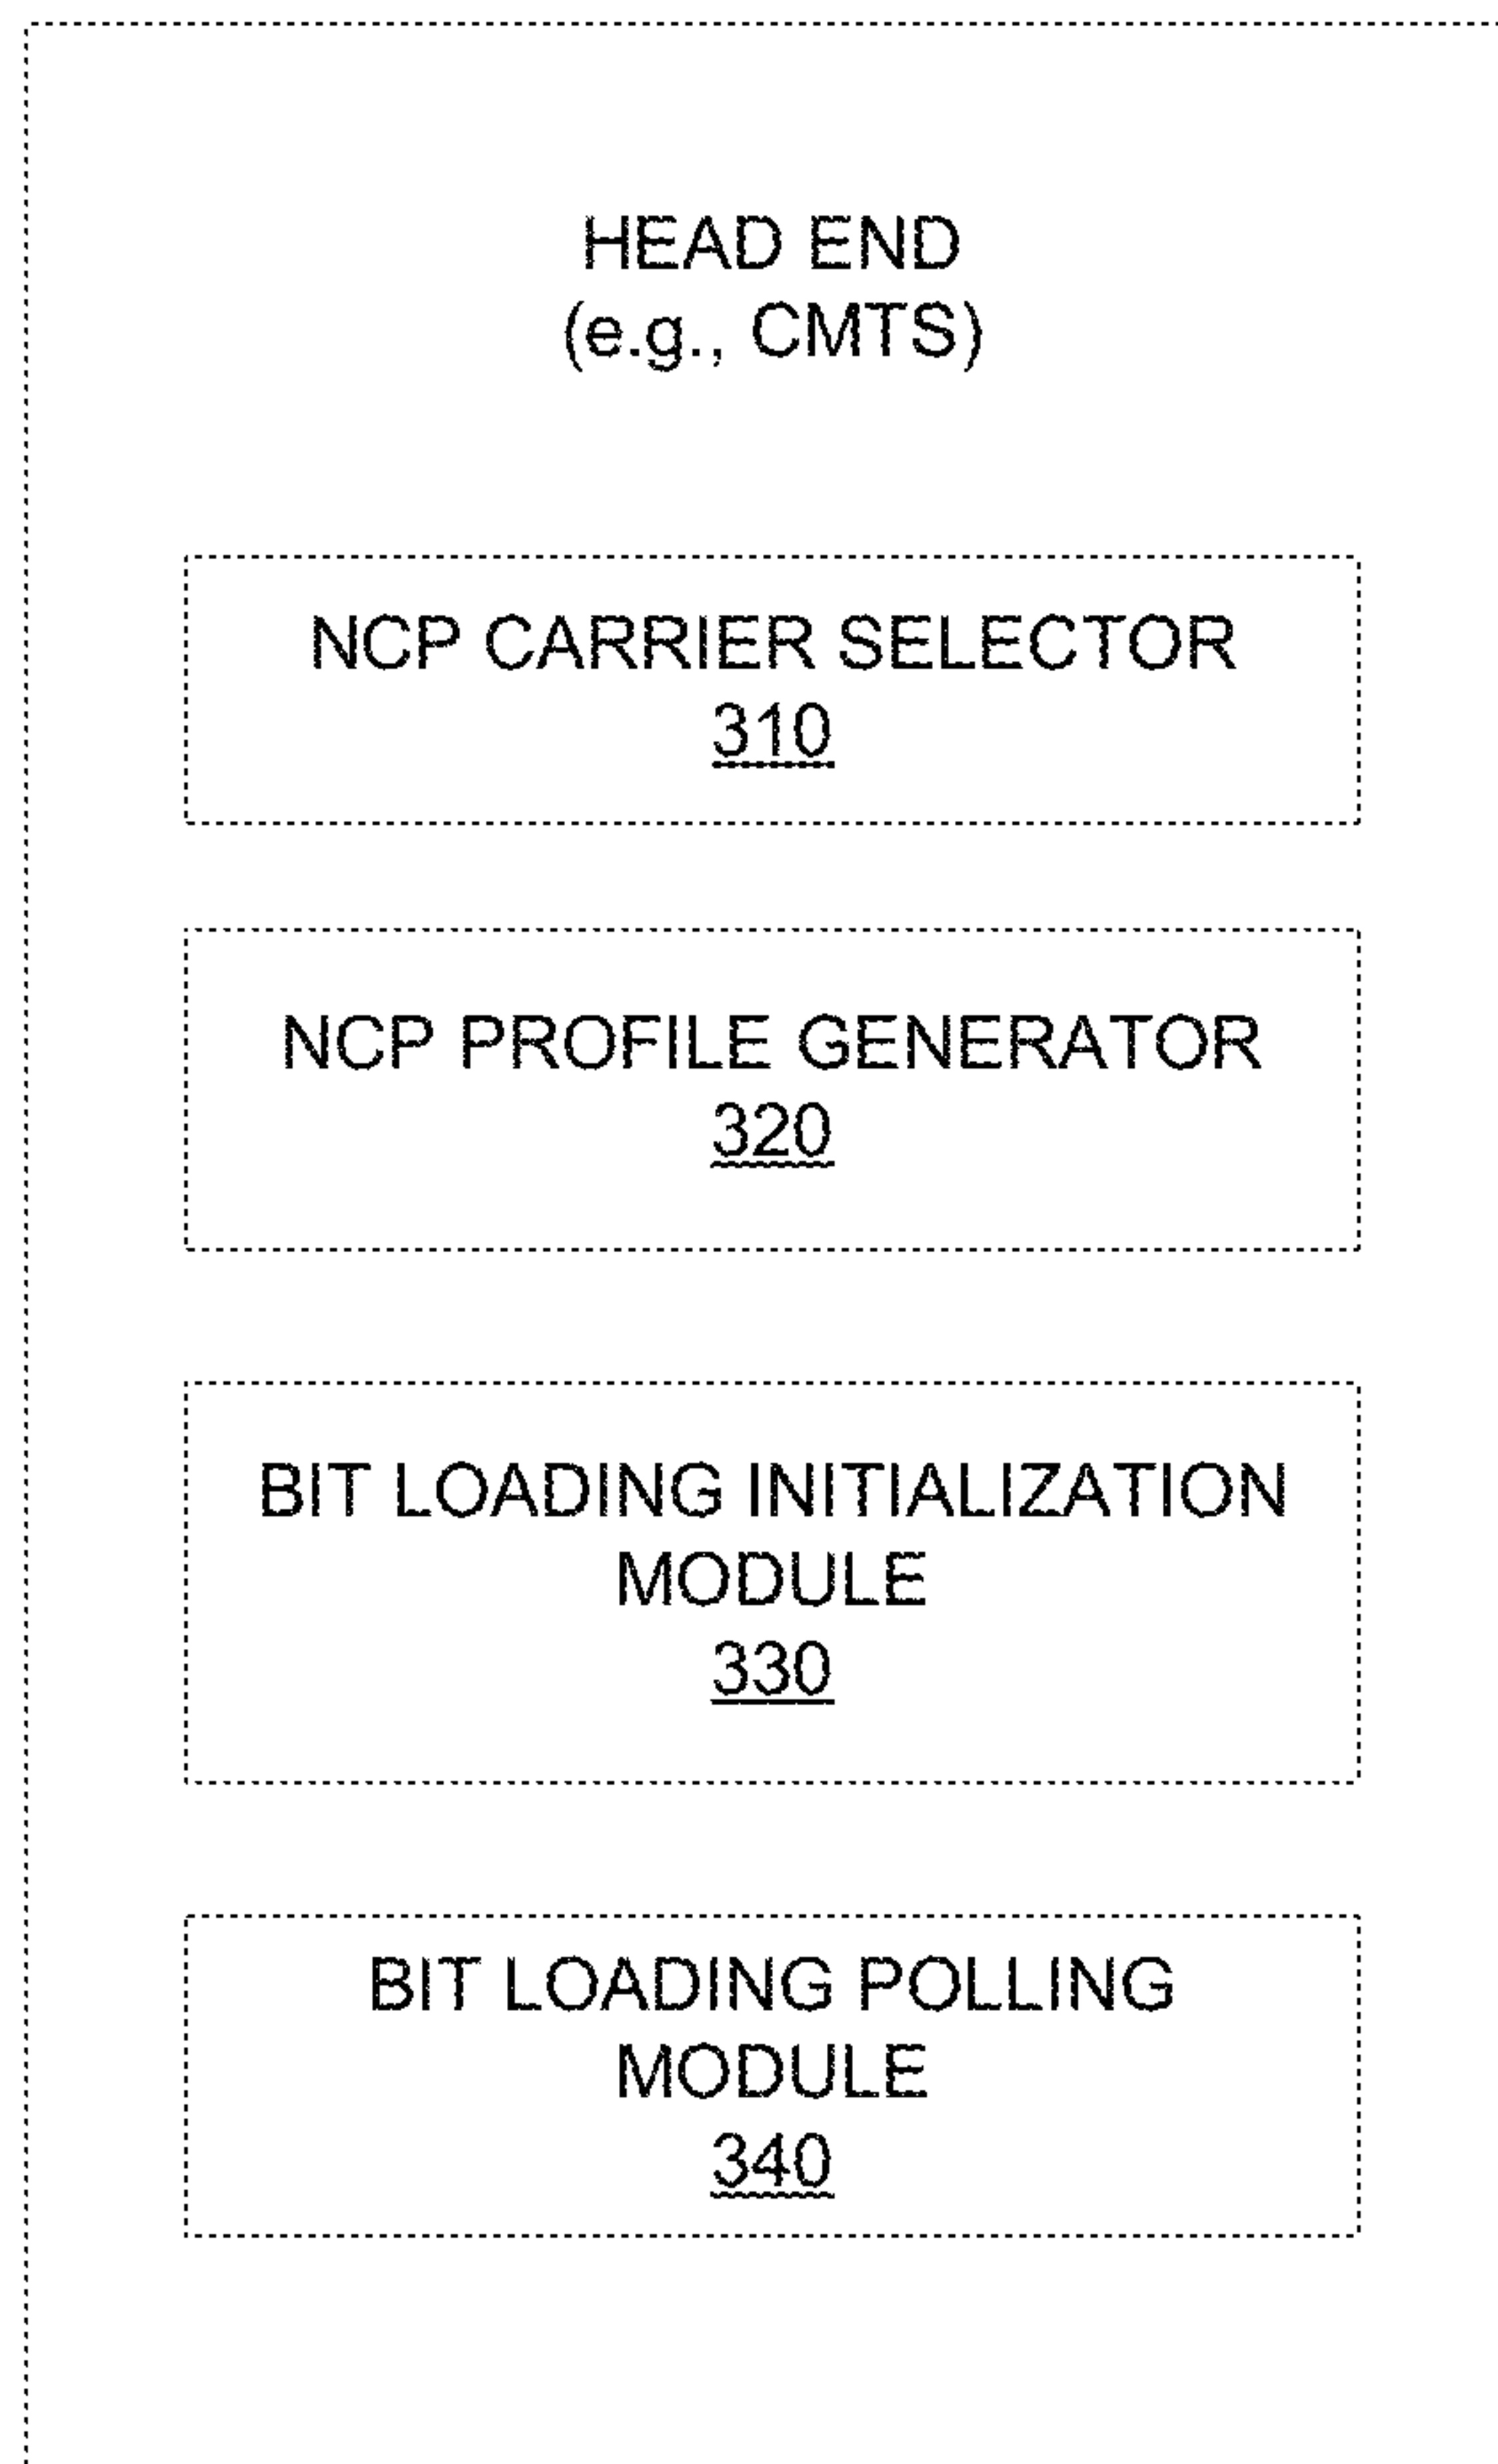 HEAD END
(e.g., CMTS)
NCP CARRIER SELECTOR
310
NCP PROFILE GENERATOR
320
BIT LOADING INITIALIZATION
MODULE
330
BIT LOADING POLLING
MODULE
340